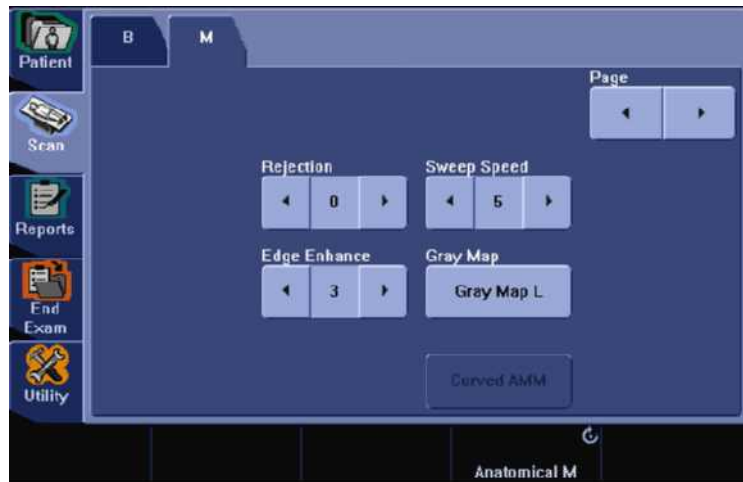 B
M
Patient
Page
Scan
Rejection
Sweep Speed
0
5
Reports
Edge Enhance
Gray Map
3
Gray Map L
End
Exam
Curved AMM
Utility
Anatomical M